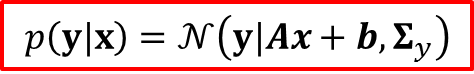 p(y|x) = 𝒩(y|Ax + b, Σ_y)